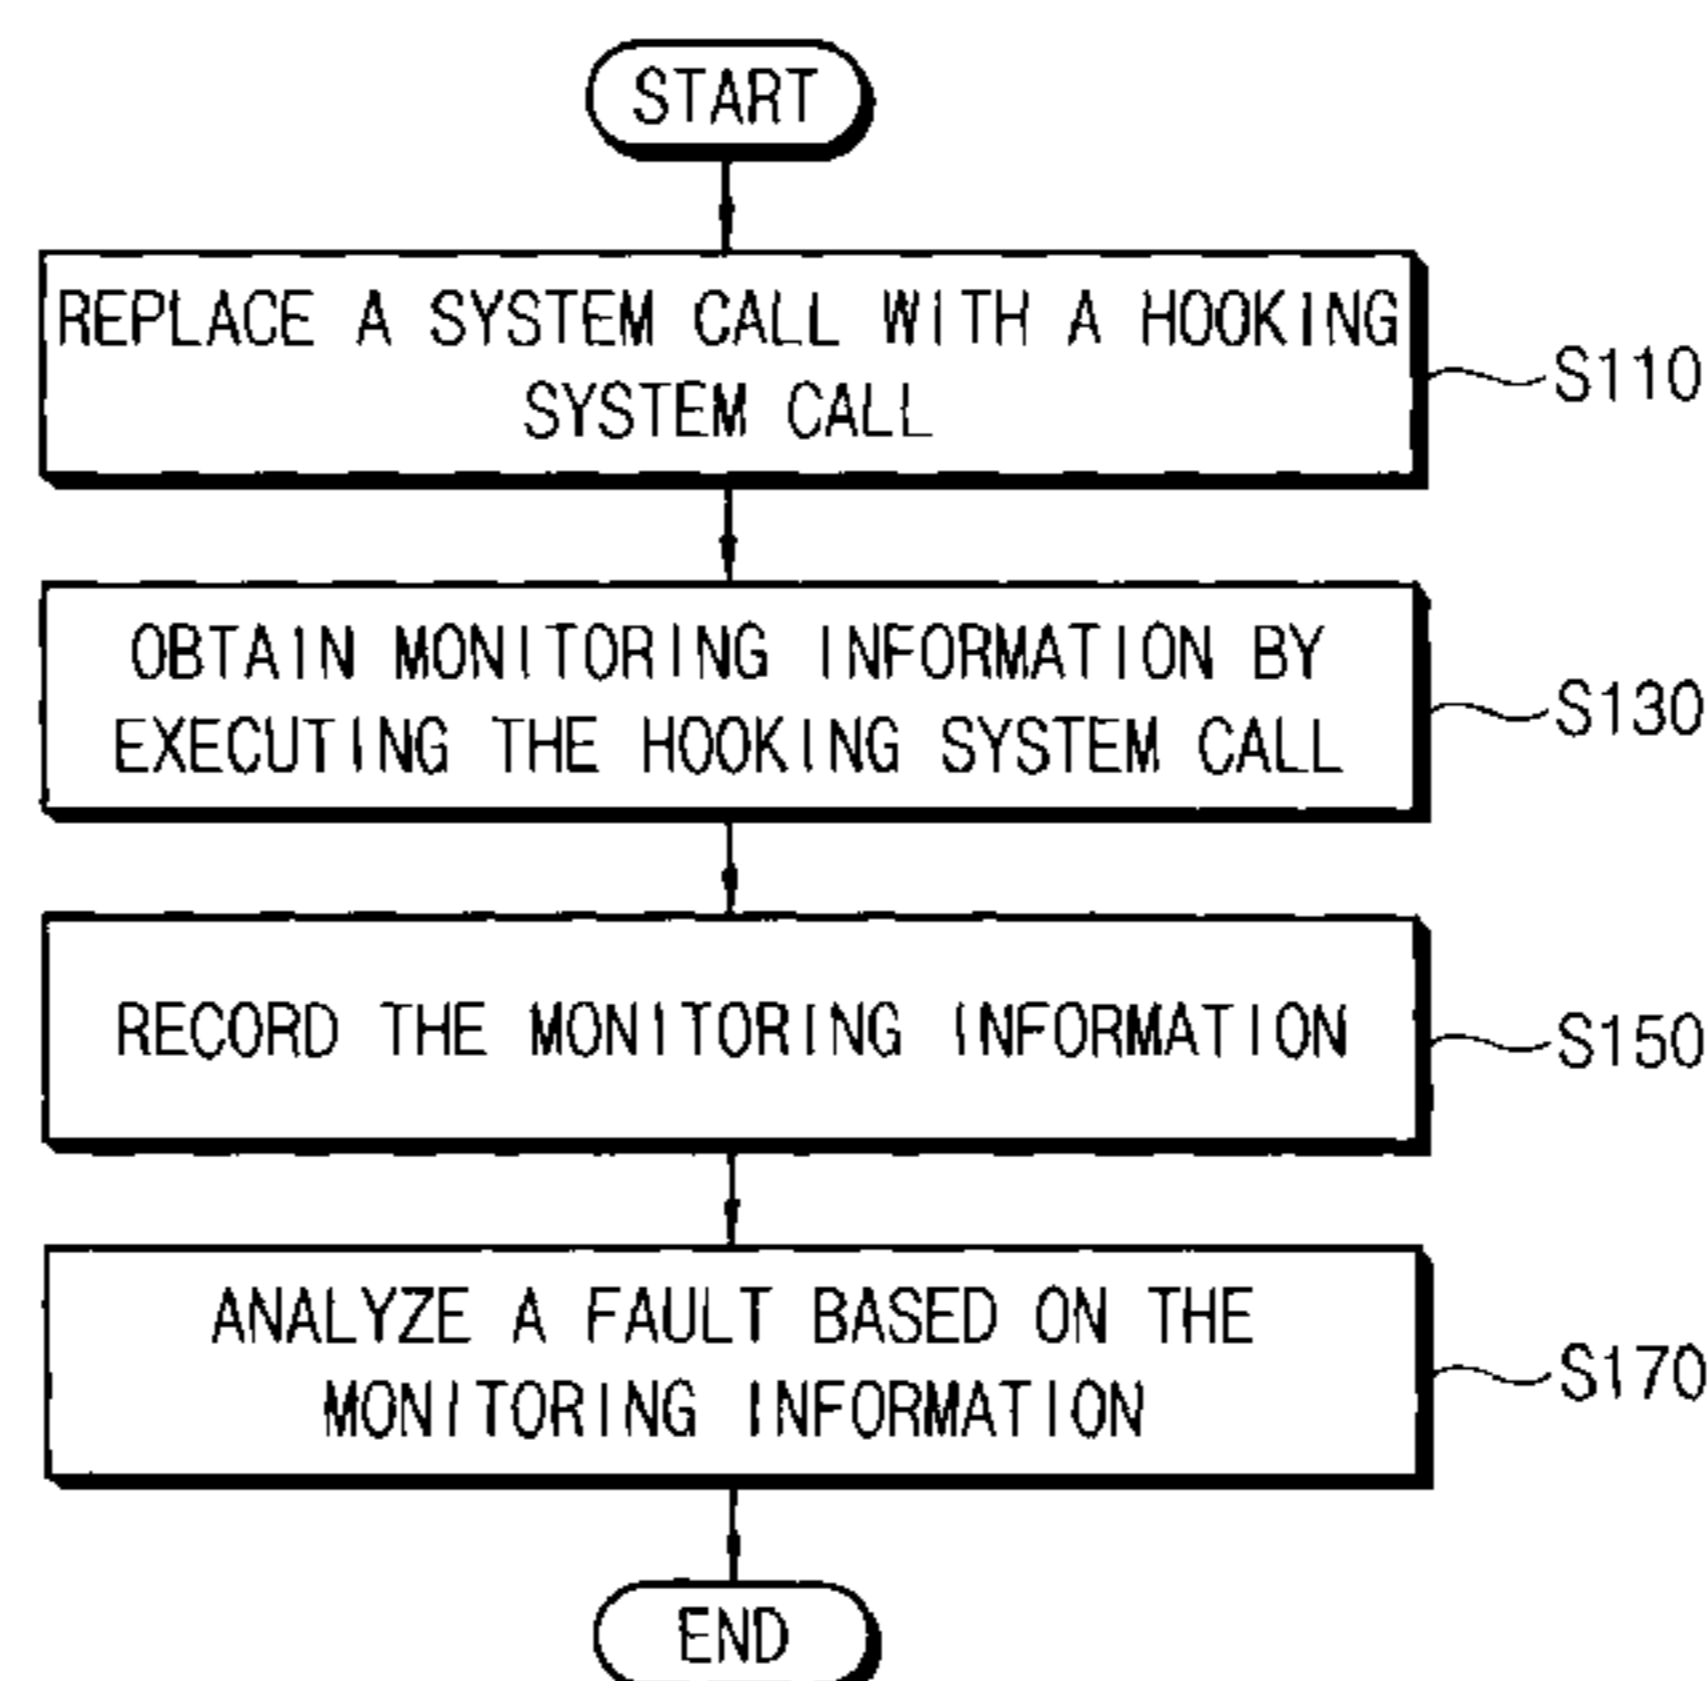 START
REPLACE A SYSTEM CALL WITH A HOOKING
SYSTEM CALL
S110
OBTAIN MONITORING INFORMATION BY
EXECUTING THE HOOKING SYSTEM CALL
S130
RECORD THE MONITORING INFORMATION
S150
ANALYZE A FAULT BASED ON THE
MONITORING INFORMATION
S170
END